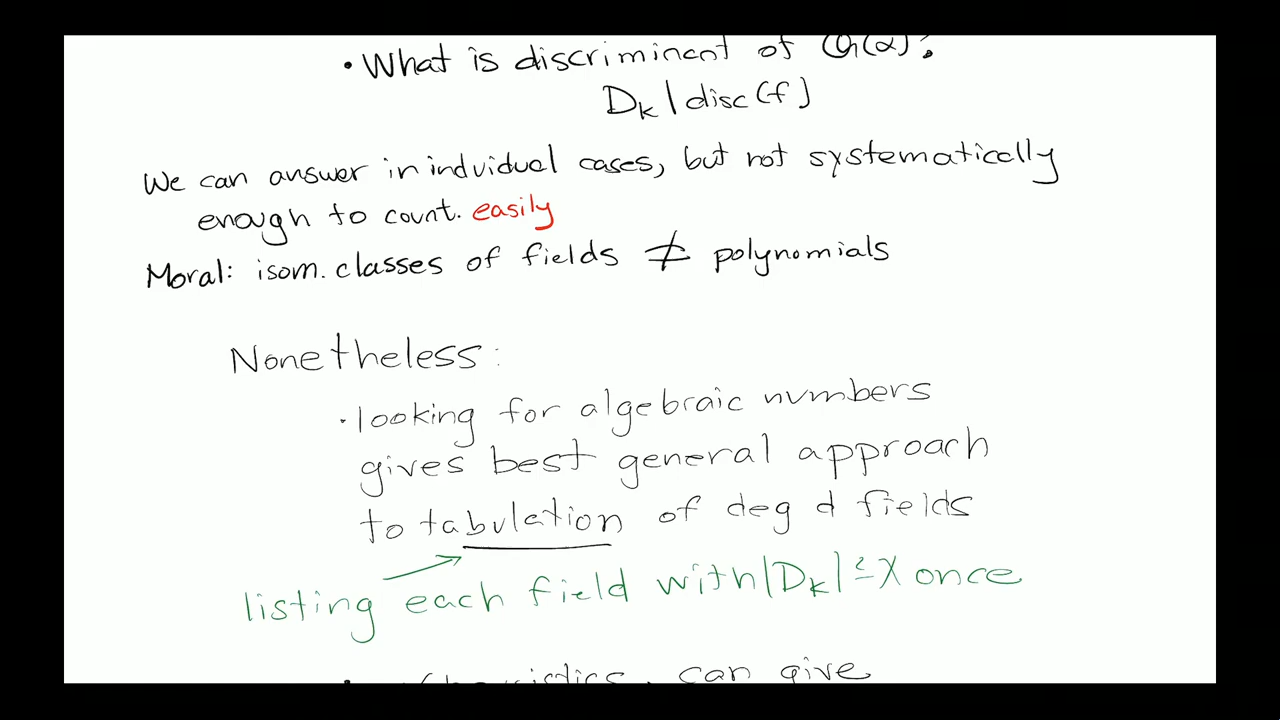 • What is discriminant of Q(α)?
D_K | disc(f)
We can answer in indvidual cases, but not systematically
enough to count. easily
Moral: isom. classes of fields ≠ polynomials
Nonetheless:
• looking for algebraic numbers
gives best general approach
to tabulation of deg d fields
listing each field with |D_K| ≤ X once
• can give